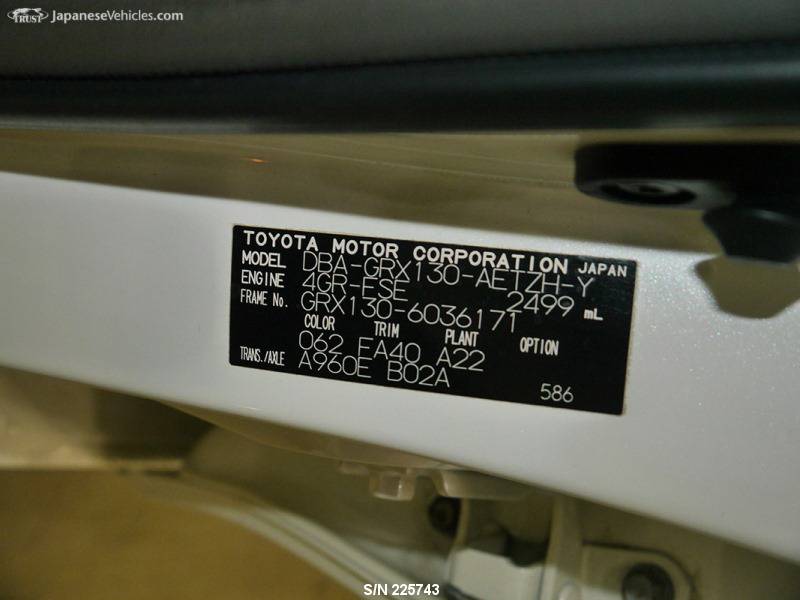 TRUST JapaneseVehicles.com
TOYOTA MOTOR CORPORATION JAPAN
MODEL DBA-GRX130-AETZH-Y
ENGINE 4GR-FSE 2499 mL
FRAME No. GRX130-6036171
COLOR TRIM PLANT OPTION
062 FA40 A22
TRANS./AXLE A960E B02A
586
S/N 225743